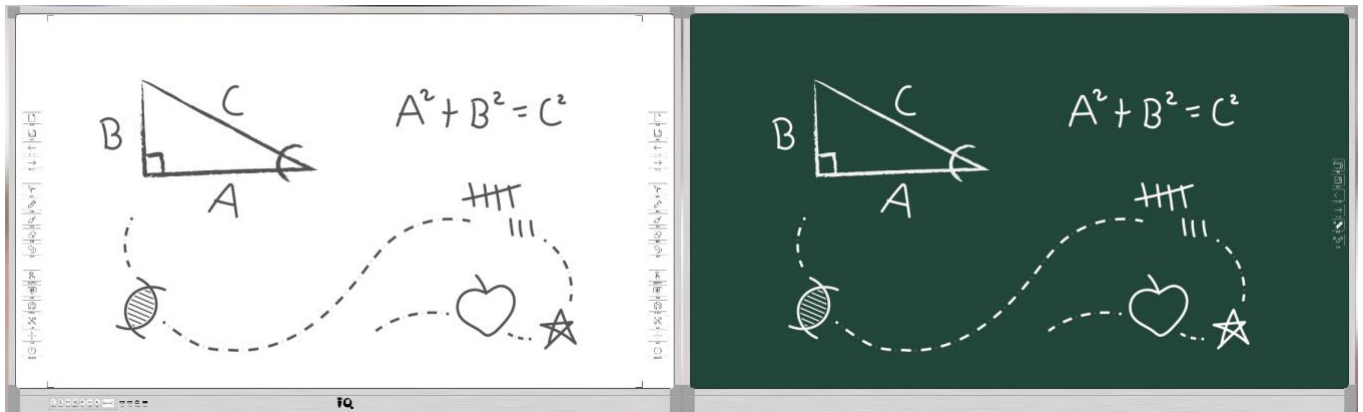 C
A² + B² = C²
B
A
iQ
C
A² + B² = C²
B
A